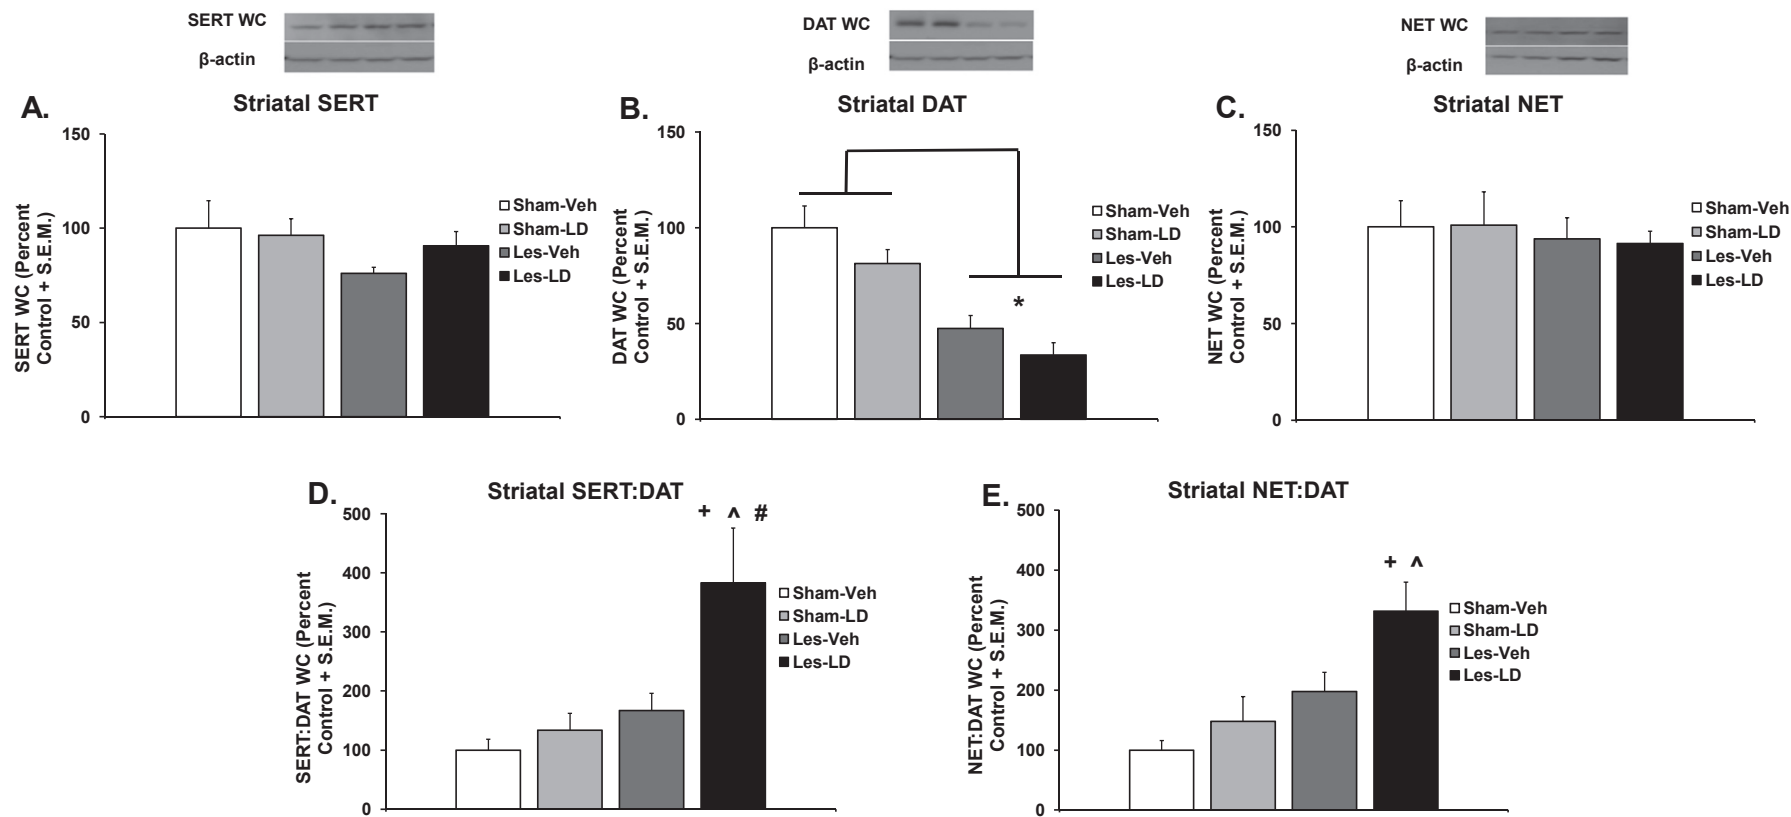 SERT WC
β-actin
DAT WC
β-actin
NET WC
β-actin
A.
Striatal SERT
150
100
50
0
SERT WC (Percent
Control + S.E.M.)
Sham-Veh
Sham-LD
Les-Veh
Les-LD
B.
Striatal DAT
150
100
50
0
DAT WC (Percent
Control + S.E.M.)
*
Sham-Veh
Sham-LD
Les-Veh
Les-LD
C.
Striatal NET
150
100
50
0
NET WC (Percent
Control + S.E.M.)
Sham-Veh
Sham-LD
Les-Veh
Les-LD
D.
Striatal SERT:DAT
500
400
300
200
100
0
SERT:DAT WC (Percent
Control + S.E.M.)
+ ^ #
Sham-Veh
Sham-LD
Les-Veh
Les-LD
E.
Striatal NET:DAT
500
400
300
200
100
0
NET:DAT WC (Percent
Control + S.E.M.)
+ ^
Sham-Veh
Sham-LD
Les-Veh
Les-LD